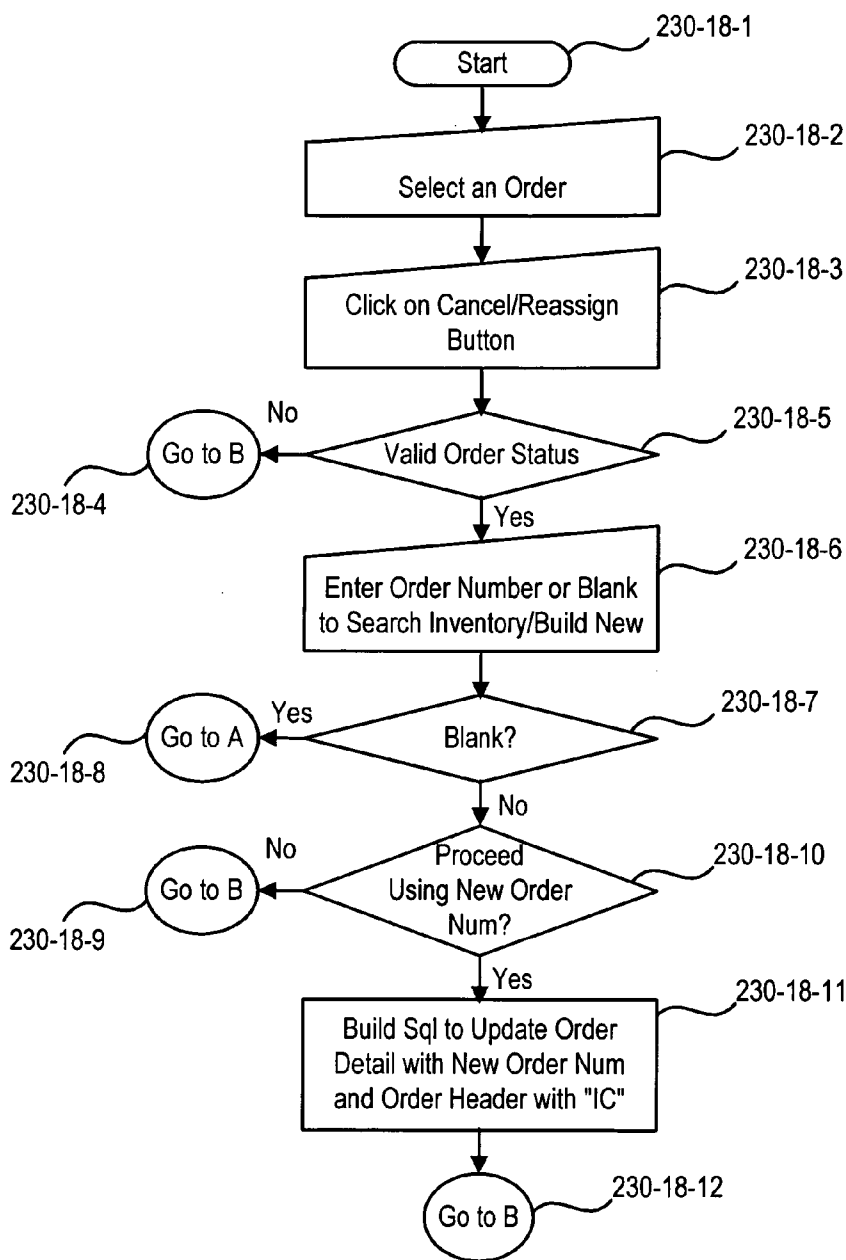 230-18-1
Start
230-18-2
Select an Order
230-18-3
Click on Cancel/Reassign
Button
No
230-18-5
Go to B
Valid Order Status
230-18-4
Yes
230-18-6
Enter Order Number or Blank
to Search Inventory/Build New
Yes
230-18-7
Go to A
Blank?
230-18-8
No
No
Proceed
Using New Order
Num?
230-18-10
Go to B
230-18-9
Yes
230-18-11
Build Sql to Update Order
Detail with New Order Num
and Order Header with "IC"
230-18-12
Go to B